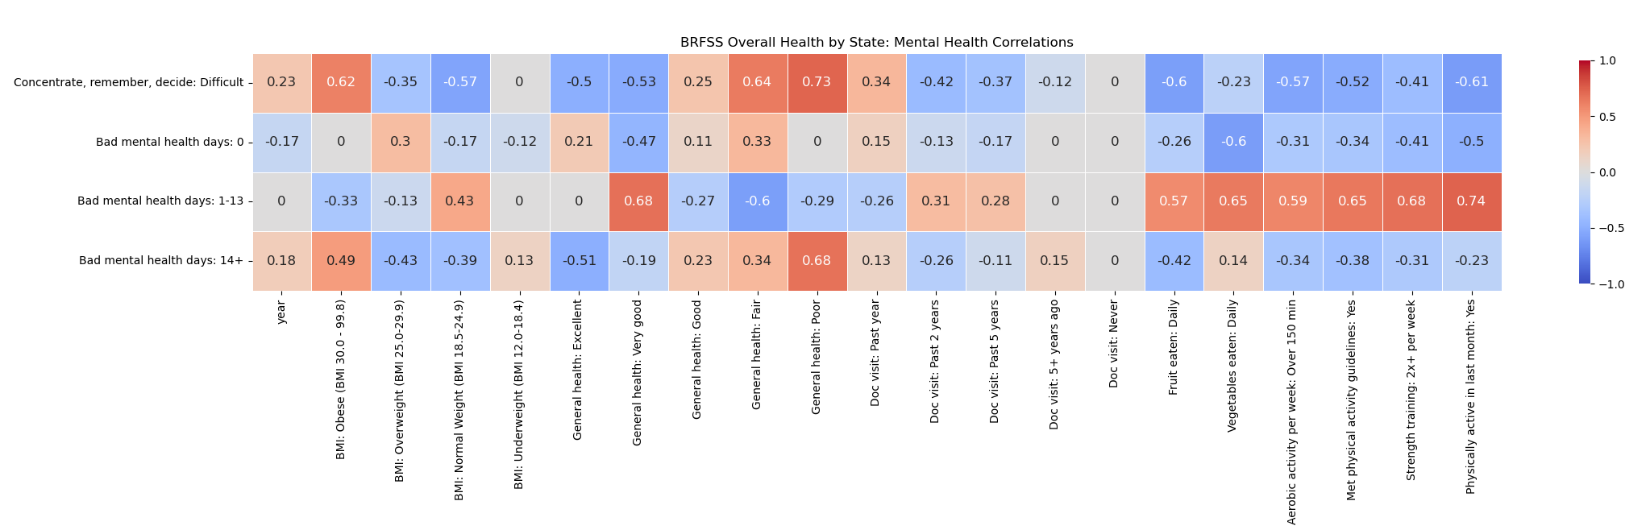 BRFSS Overall Health by State: Mental Health Correlations
Concentrate, remember, decide: Difficult
0.23 0.62 -0.35 -0.57 0 -0.5 -0.53 0.25 0.64 0.73 0.34 -0.42 -0.37 -0.12 0 -0.6 -0.23 -0.57 -0.52 -0.41 -0.61
Bad mental health days: 0
-0.17 0 0.3 -0.17 -0.12 0.21 -0.47 0.11 0.33 0 0.15 -0.13 -0.17 0 0 -0.26 -0.6 -0.31 -0.34 -0.41 -0.5
Bad mental health days: 1-13
0 -0.33 -0.13 0.43 0 0 0.68 -0.27 -0.6 -0.29 -0.26 0.31 0.28 0 0 0.57 0.65 0.59 0.65 0.68 0.74
Bad mental health days: 14+
0.18 0.49 -0.43 -0.39 0.13 -0.51 -0.19 0.23 0.34 0.68 0.13 -0.26 -0.11 0.15 0 -0.42 0.14 -0.34 -0.38 -0.31 -0.23
year
BMI: Obese (BMI 30.0 - 99.8)
BMI: Overweight (BMI 25.0-29.9)
BMI: Normal Weight (BMI 18.5-24.9)
BMI: Underweight (BMI 12.0-18.4)
General health: Excellent
General health: Very good
General health: Good
General health: Fair
General health: Poor
Doc visit: Past year
Doc visit: Past 2 years
Doc visit: Past 5 years
Doc visit: 5+ years ago
Doc visit: Never
Fruit eaten: Daily
Vegetables eaten: Daily
Aerobic activity per week: Over 150 min
Met physical activity guidelines: Yes
Strength training: 2x+ per week
Physically active in last month: Yes
1.0
0.5
0.0
−0.5
−1.0